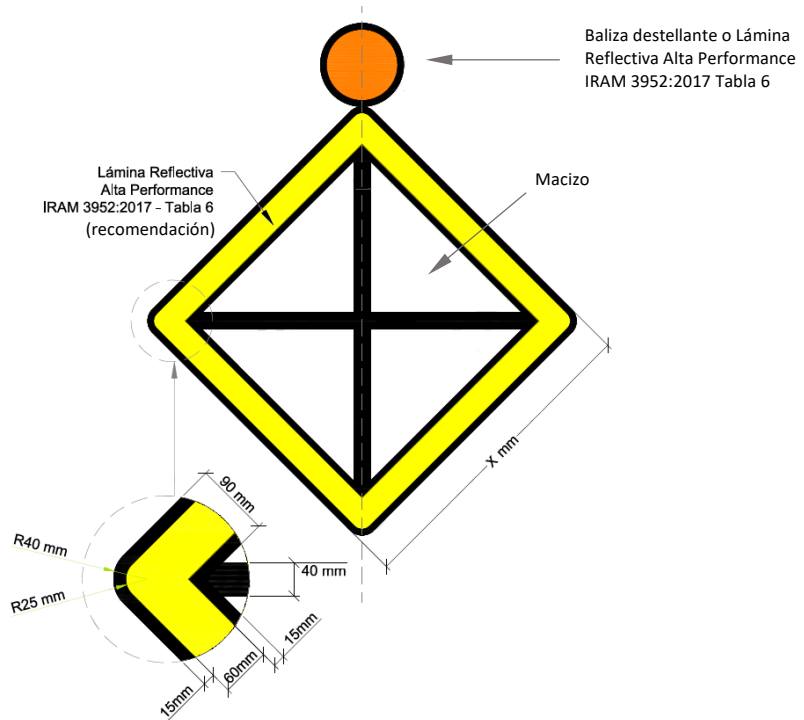 Baliza destellante o Lámina
Reflectiva Alta Performance
IRAM 3952:2017 Tabla 6
Lámina Reflectiva
Alta Performance
IRAM 3952:2017 - Tabla 6
(recomendación)
Macizo
X mm
90 mm
R40 mm
R25 mm
40 mm
15mm
60mm
15mm